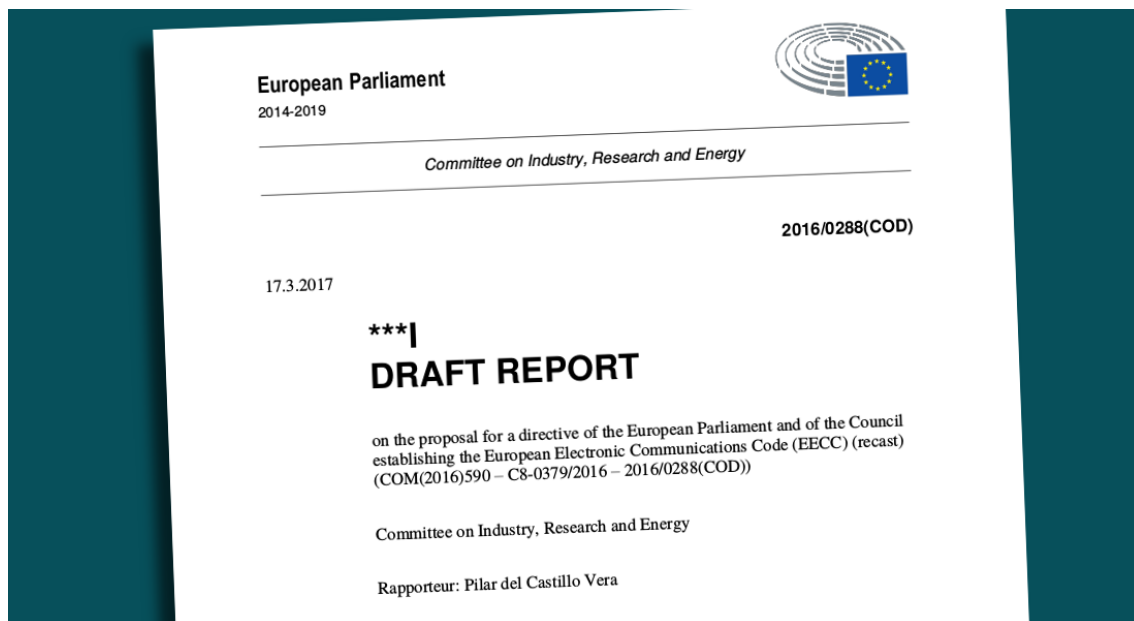 European Parliament
2014-2019
Committee on Industry, Research and Energy
2016/0288(COD)
17.3.2017
***I
DRAFT REPORT
on the proposal for a directive of the European Parliament and of the Council
establishing the European Electronic Communications Code (EECC) (recast)
(COM(2016)590 – C8-0379/2016 – 2016/0288(COD))
Committee on Industry, Research and Energy
Rapporteur: Pilar del Castillo Vera